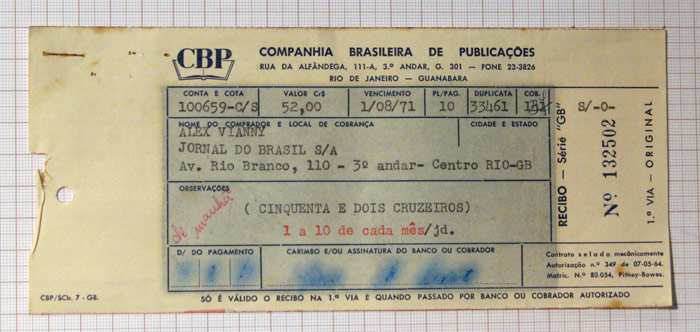 CBP
COMPANHIA BRASILEIRA DE PUBLICAÇÕES
RUA DA ALFÂNDEGA, 111-A, 3.º ANDAR, G. 301 — FONE 23-3826
RIO DE JANEIRO — GUANABARA
CONTA E COTA VALOR Cr$ VENCIMENTO PL/PAG. DUPLICATA COB.
100659-C/S 52,00 1/08/71 10 33461
S/-0-
NOME DO COMPRADOR E LOCAL DE COBRANÇA CIDADE E ESTADO
ALEX VIANNY
JORNAL DO BRASIL S/A
Av. Rio Branco, 110 - 3º andar- Centro RIO-GB
OBSERVAÇÕES
de manhã
( CINQUENTA E DOIS CRUZEIROS)
1 a 10 de cada mês/jd.
D/ DO PAGAMENTO CARIMBO E/OU ASSINATURA DO BANCO OU COBRADOR
RECIBO — Série "GB"
Nº 132502
1.ª VIA — ORIGINAL
Contrato selado mecânicamente
Autorização n.º 349 de 07-05-64.
Matric. N.º 80.054, Pitney-Bowes.
CBP/SCb. 7 - GB.
SÓ É VÁLIDO O RECIBO NA 1.ª VIA E QUANDO PASSADO POR BANCO OU COBRADOR AUTORIZADO